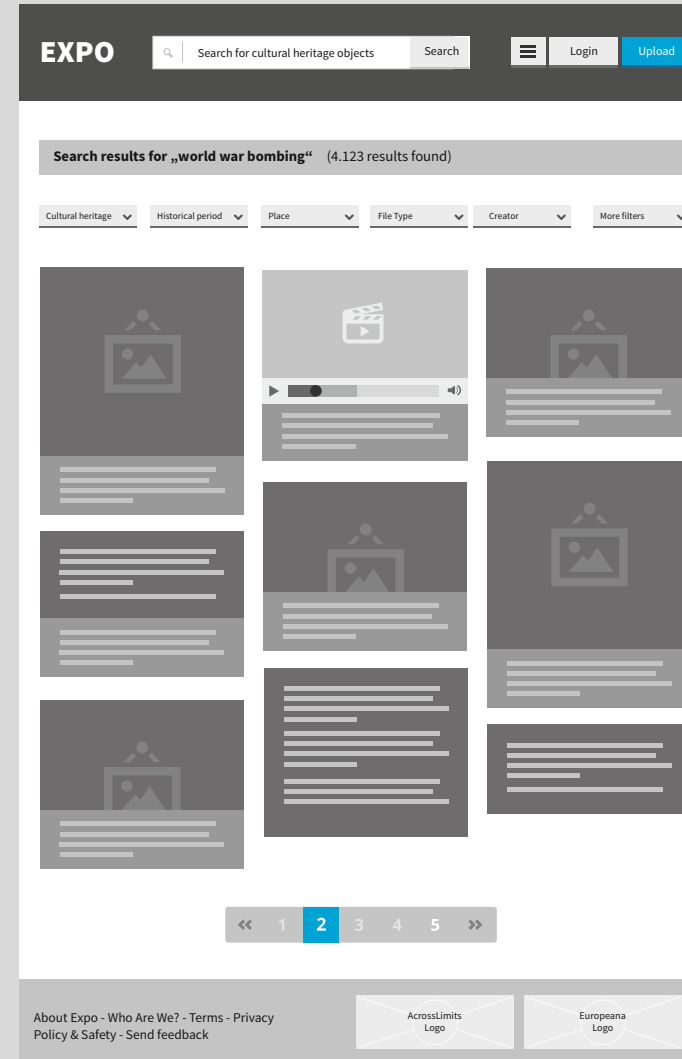 EXPO
Search for cultural heritage objects
Search
Login
Upload
Search results for „world war bombing“ (4.123 results found)
Cultural heritage
Historical period
Place
File Type
Creator
More filters
1 2 3 4 5
About Expo - Who Are We? - Terms - Privacy
Policy & Safety - Send feedback
AcrossLimits
Logo
Europeana
Logo